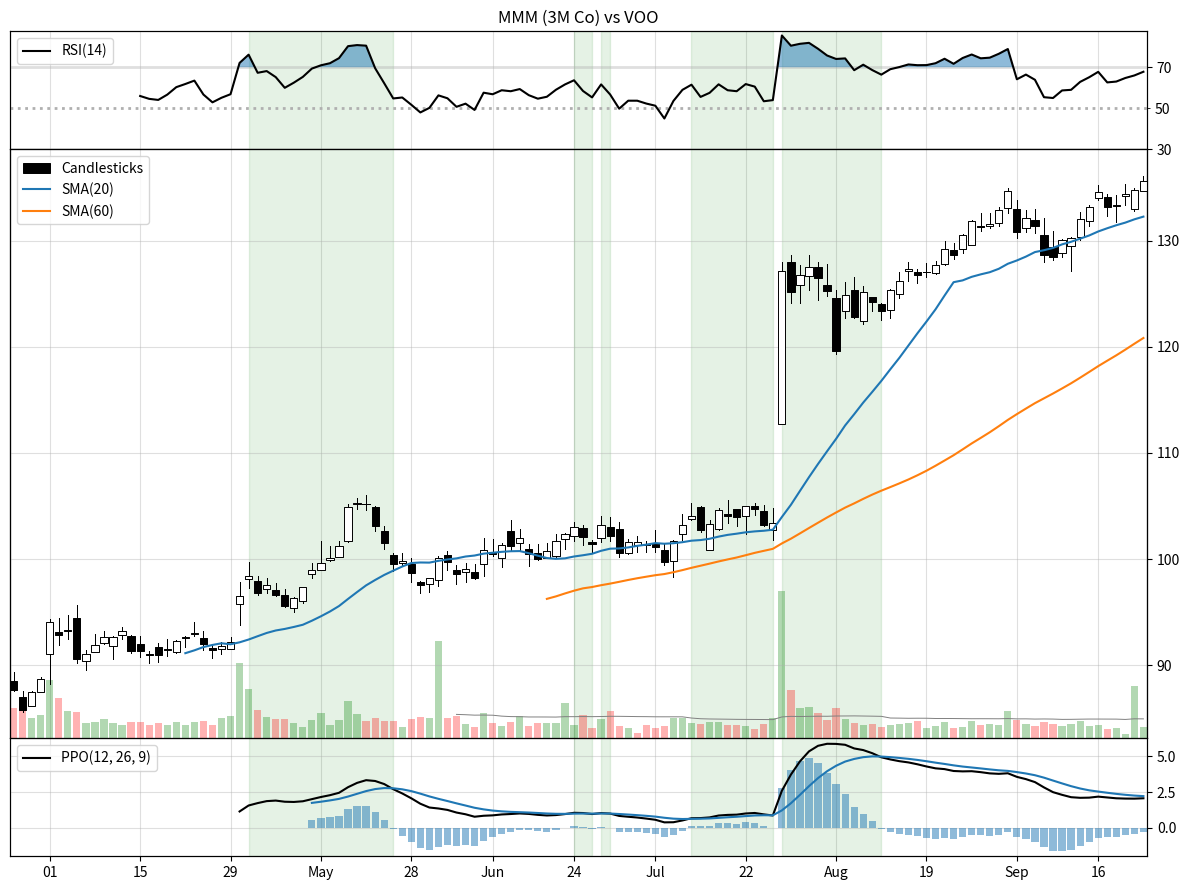 MMM (3M Co) vs VOO
RSI(14)
70
50
30
Candlesticks
SMA(20)
SMA(60)
130
120
110
100
90
PPO(12, 26, 9)
5.0
2.5
0.0
01 15 29 May 28 Jun 24 Jul 22 Aug 19 Sep 16